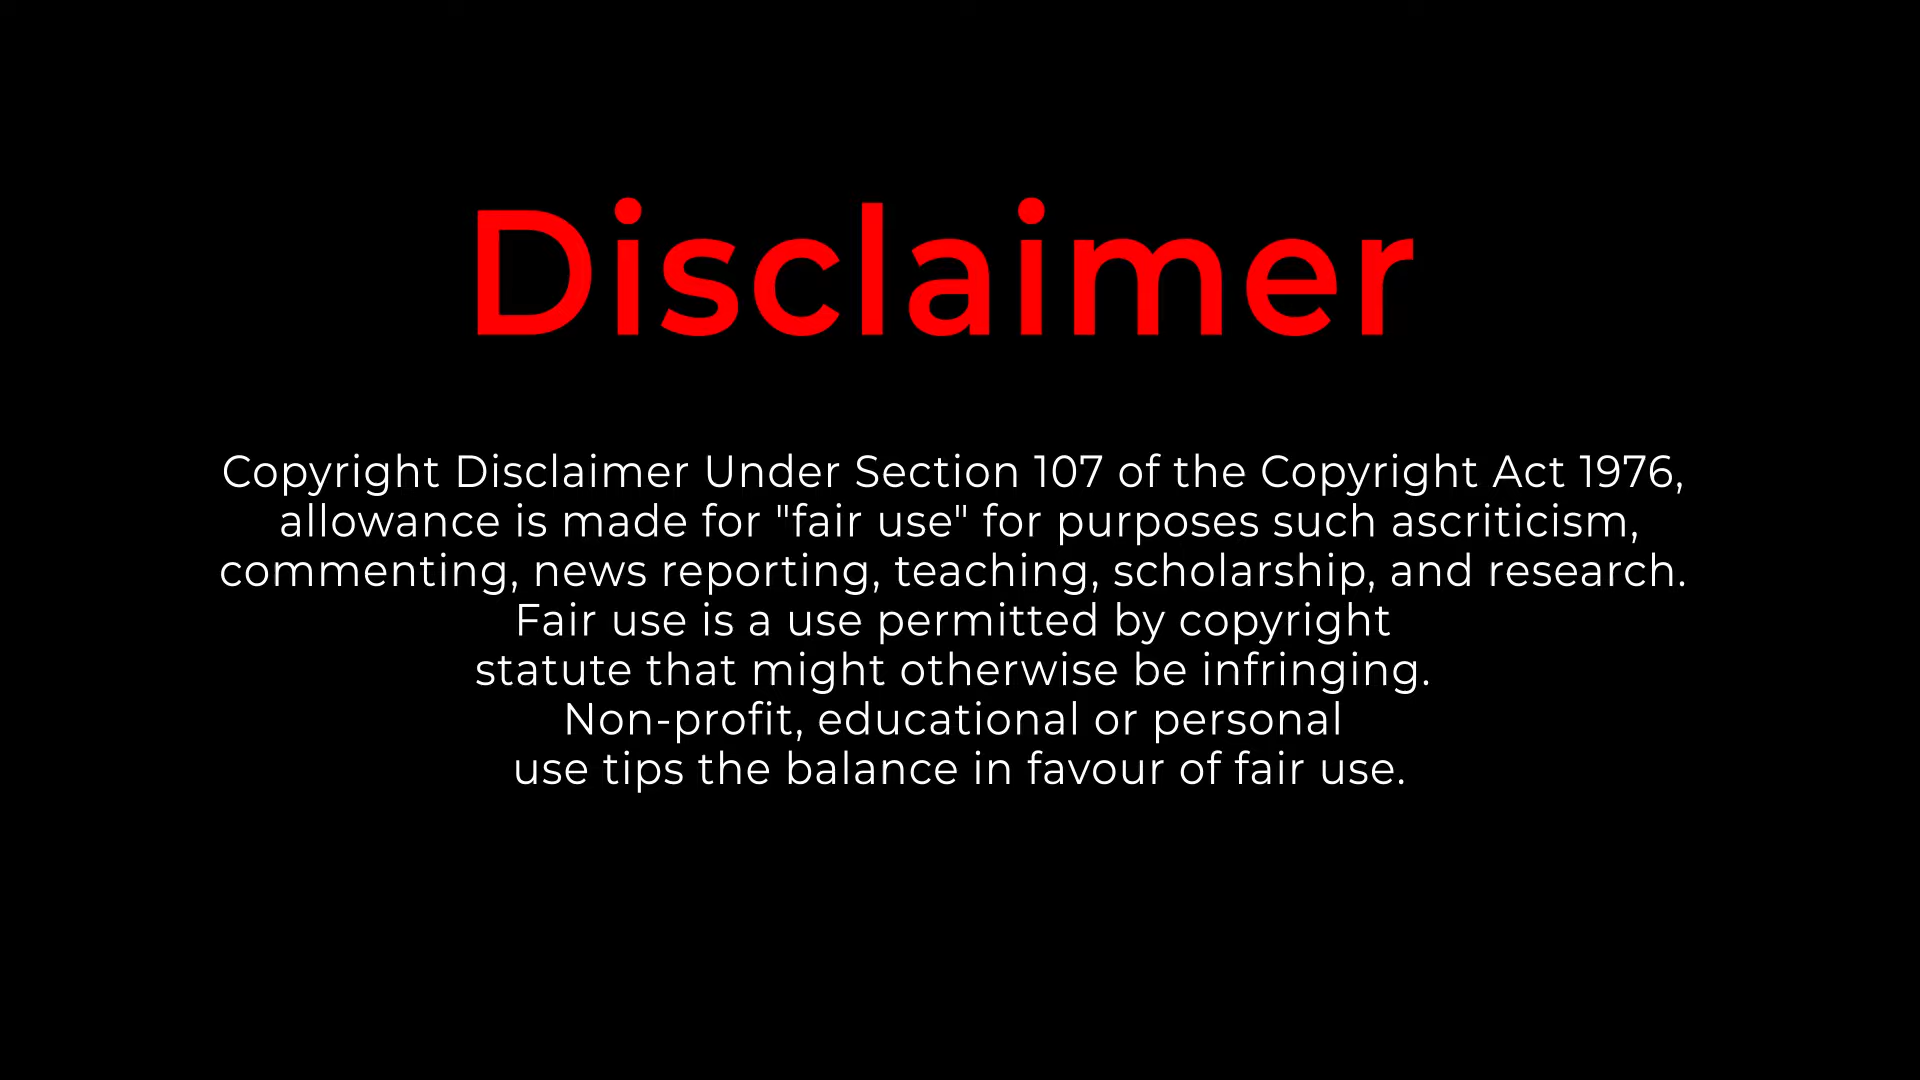 Disclaimer
Copyright Disclaimer Under Section 107 of the Copyright Act 1976,
allowance is made for "fair use" for purposes such ascriticism,
commenting, news reporting, teaching, scholarship, and research.
Fair use is a use permitted by copyright
statute that might otherwise be infringing.
Non-profit, educational or personal
use tips the balance in favour of fair use.